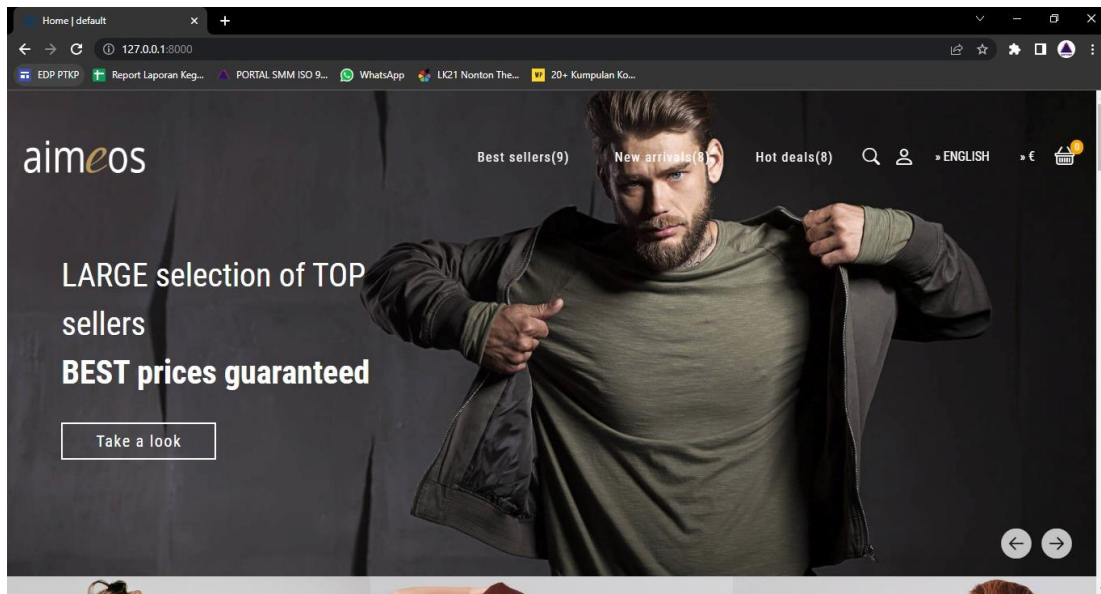 Home | default
127.0.0.1:8000
EDP PTKP
Report Laporan Keg...
PORTAL SMM ISO 9...
WhatsApp
LK21 Nonton The...
WP
20+ Kumpulan Ko...
aimeos
Best sellers(9)
New arrivals(8)
Hot deals(8)
» ENGLISH
» €
0
LARGE selection of TOP
sellers
BEST prices guaranteed
Take a look